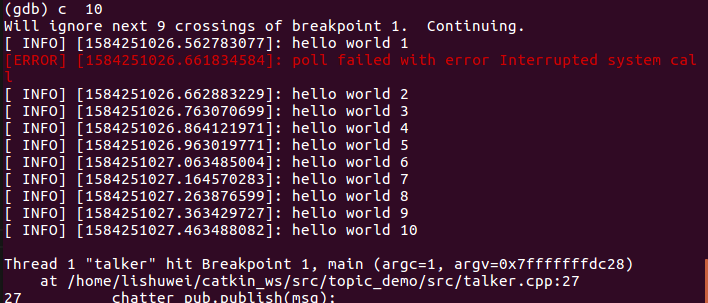 (gdb) c  10
Will ignore next 9 crossings of breakpoint 1.  Continuing.
[ INFO] [1584251026.562783077]: hello world 1
[ERROR] [1584251026.661834584]: poll failed with error Interrupted system cal
l
[ INFO] [1584251026.662883229]: hello world 2
[ INFO] [1584251026.763070699]: hello world 3
[ INFO] [1584251026.864121971]: hello world 4
[ INFO] [1584251026.963019771]: hello world 5
[ INFO] [1584251027.063485004]: hello world 6
[ INFO] [1584251027.164570283]: hello world 7
[ INFO] [1584251027.263876599]: hello world 8
[ INFO] [1584251027.363429727]: hello world 9
[ INFO] [1584251027.463488082]: hello world 10
Thread 1 "talker" hit Breakpoint 1, main (argc=1, argv=0x7fffffffdc28)
    at /home/lishuwei/catkin_ws/src/topic_demo/src/talker.cpp:27
27	    chatter_pub.publish(msg);